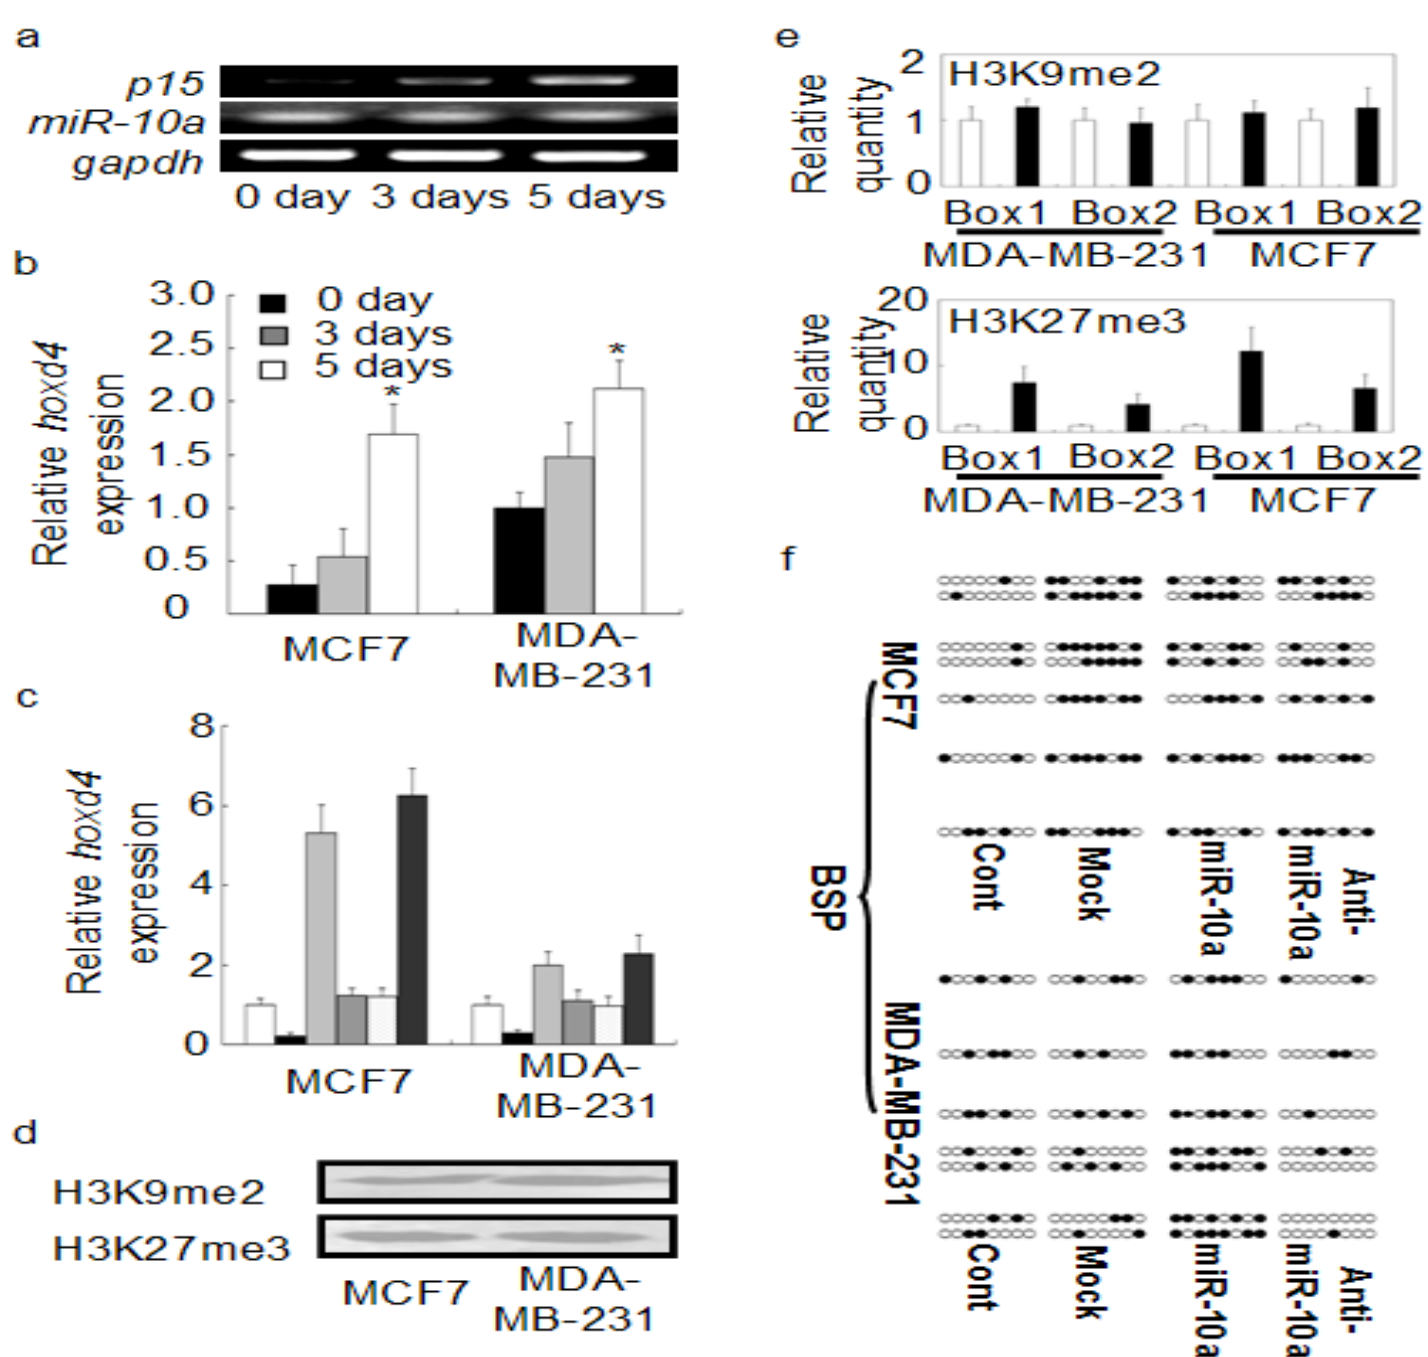 a
p15
miR-10a
gapdh
0 day 3 days 5 days
b
Relative hoxd4
expression
3.0
2.5
2.0
1.5
1.0
0.5
0
0 day
3 days
5 days
*
*
MCF7
MDA-
MB-231
c
Relative hoxd4
expression
8
6
4
2
0
MCF7
MDA-
MB-231
d
H3K9me2
H3K27me3
MCF7
MDA-
MB-231
e
Relative
quantity
2
1
0
H3K9me2
Box1 Box2 Box1 Box2
MDA-MB-231 MCF7
Relative
quantity
20
10
0
H3K27me3
Box1 Box2 Box1 Box2
MDA-MB-231 MCF7
f
BSP
MCF7
Cont
Mock
miR-10a
Anti-
miR-10a
MDA-MB-231
Cont
Mock
miR-10a
Anti-
miR-10a